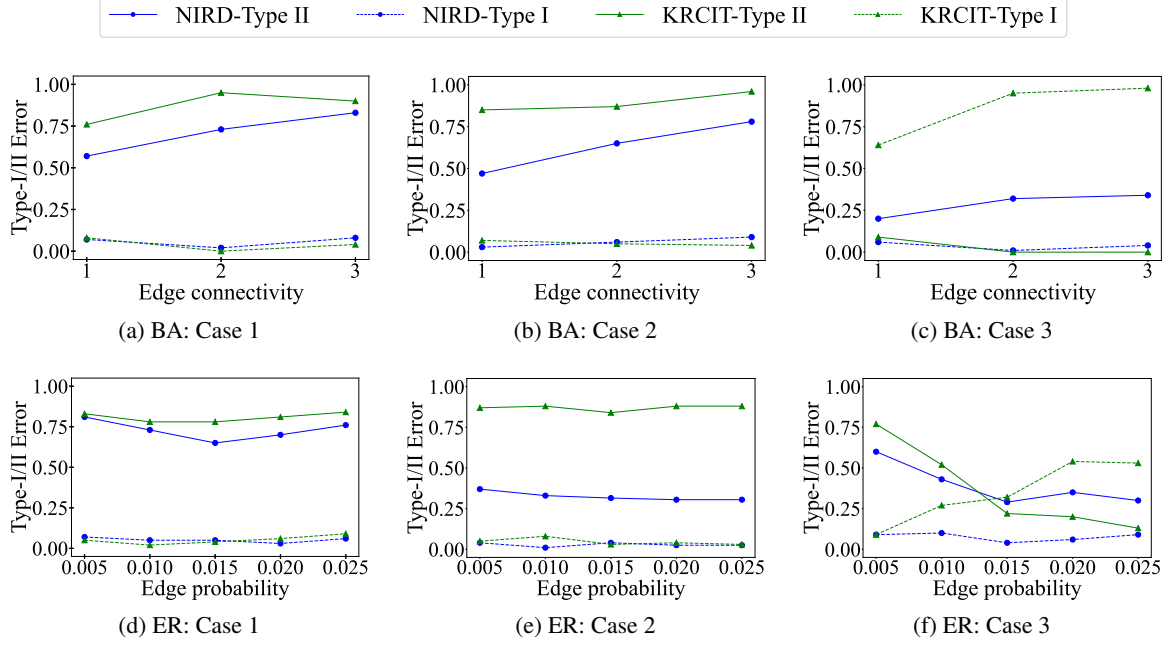 NIRD-Type II NIRD-Type I KRCIT-Type II KRCIT-Type I
Type-I/II Error
1.00
0.75
0.50
0.25
0.00
1 2 3
Edge connectivity
(a) BA: Case 1
Type-I/II Error
1.00
0.75
0.50
0.25
0.00
1 2 3
Edge connectivity
(b) BA: Case 2
Type-I/II Error
1.00
0.75
0.50
0.25
0.00
1 2 3
Edge connectivity
(c) BA: Case 3
Type-I/II Error
1.00
0.75
0.50
0.25
0.00
0.005 0.010 0.015 0.020 0.025
Edge probability
(d) ER: Case 1
Type-I/II Error
1.00
0.75
0.50
0.25
0.00
0.005 0.010 0.015 0.020 0.025
Edge probability
(e) ER: Case 2
Type-I/II Error
1.00
0.75
0.50
0.25
0.00
0.005 0.010 0.015 0.020 0.025
Edge probability
(f) ER: Case 3